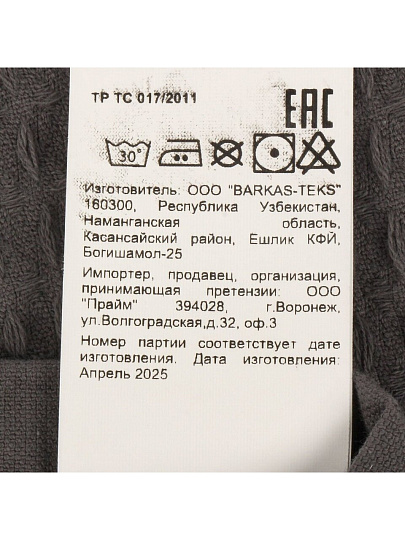 ТР ТС 017/2011
EAC
30°
Изготовитель: ООО "BARKAS-TEKS"
160300, Республика Узбекистан,
Наманганская область,
Касансайский район, Ешлик КФЙ,
Богишамол-25
Импортер, продавец, организация,
принимающая претензии: ООО
"Прайм" 394028, г.Воронеж,
ул.Волгоградская,д.32, оф.3
Номер партии соответствует дате
изготовления. Дата изготовления:
Апрель 2025